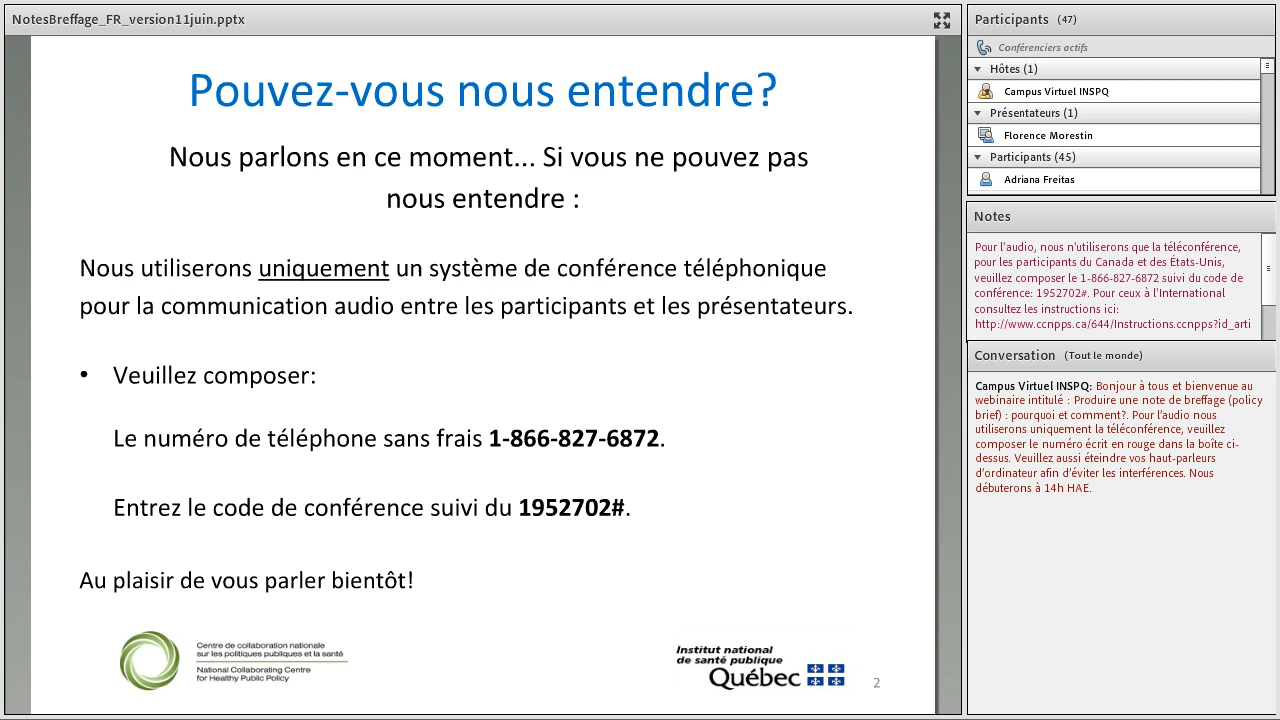 NotesBreffage_FR_version11juin.pptx
Pouvez-vous nous entendre?
Nous parlons en ce moment... Si vous ne pouvez pas
nous entendre :
Nous utiliserons uniquement un système de conférence téléphonique
pour la communication audio entre les participants et les présentateurs.
• Veuillez composer:
Le numéro de téléphone sans frais 1-866-827-6872.
Entrez le code de conférence suivi du 1952702#.
Au plaisir de vous parler bientôt!
Centre de collaboration nationale
sur les politiques publiques et la santé
National Collaborating Centre
for Healthy Public Policy
Institut national
de santé publique
Québec
2
Participants (47)
Conférenciers actifs
Hôtes (1)
Campus Virtuel INSPQ
Présentateurs (1)
Florence Morestin
Participants (45)
Adriana Freitas
Notes
Pour l'audio, nous n'utiliserons que la téléconférence,
pour les participants du Canada et des États-Unis,
veuillez composer le 1-866-827-6872 suivi du code de
conférence: 1952702#. Pour ceux à l'International
consultez les instructions ici:
http://www.ccnpps.ca/644/Instructions.ccnpps?id_arti
Conversation (Tout le monde)
Campus Virtuel INSPQ: Bonjour à tous et bienvenue au
webinaire intitulé : Produire une note de breffage (policy
brief) : pourquoi et comment?. Pour l'audio nous
utiliserons uniquement la téléconférence, veuillez
composer le numéro écrit en rouge dans la boîte ci-
dessus. Veuillez aussi éteindre vos haut-parleurs
d'ordinateur afin d'éviter les interférences. Nous
débuterons à 14h HAE.